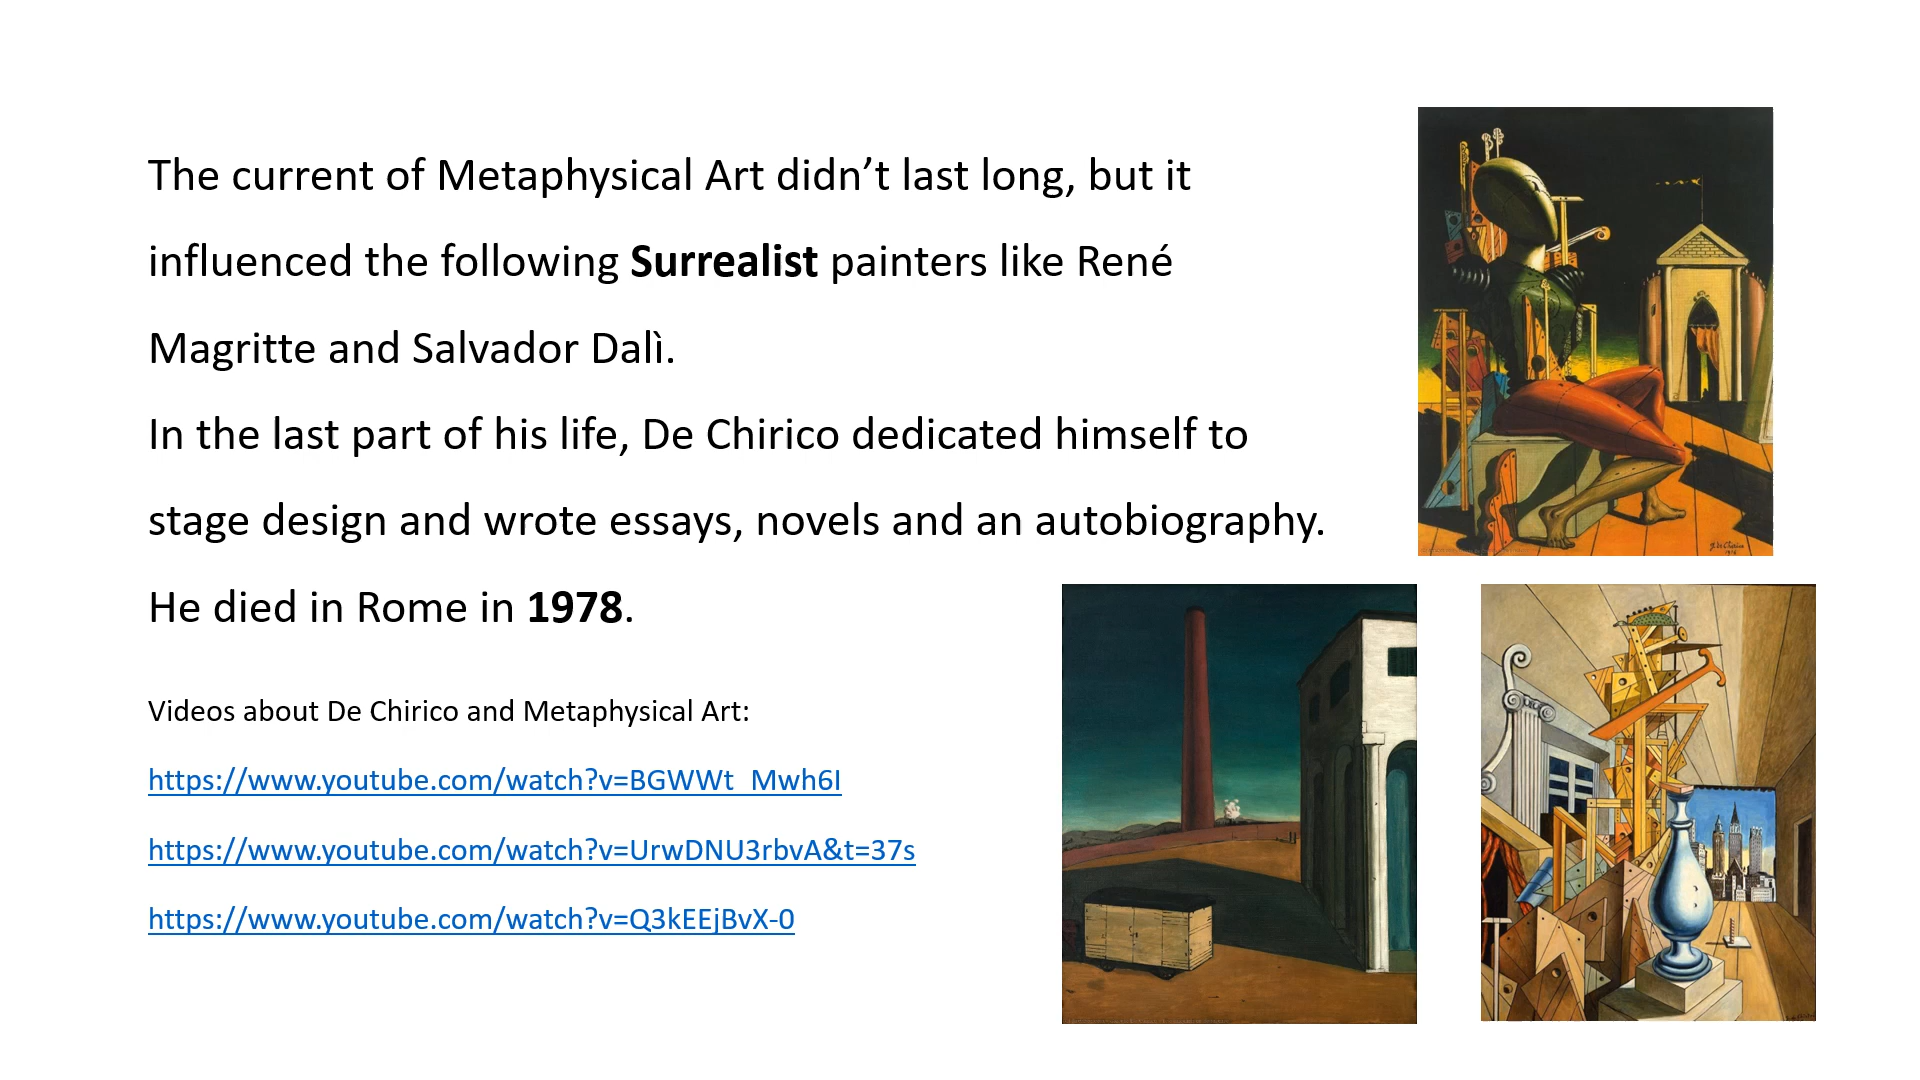 The current of Metaphysical Art didn’t last long, but it
influenced the following Surrealist painters like René
Magritte and Salvador Dalì.
In the last part of his life, De Chirico dedicated himself to
stage design and wrote essays, novels and an autobiography.
He died in Rome in 1978.
Videos about De Chirico and Metaphysical Art:
https://www.youtube.com/watch?v=BGWWt_Mwh6I
https://www.youtube.com/watch?v=UrwDNU3rbvA&t=37s
https://www.youtube.com/watch?v=Q3kEEjBvX-0